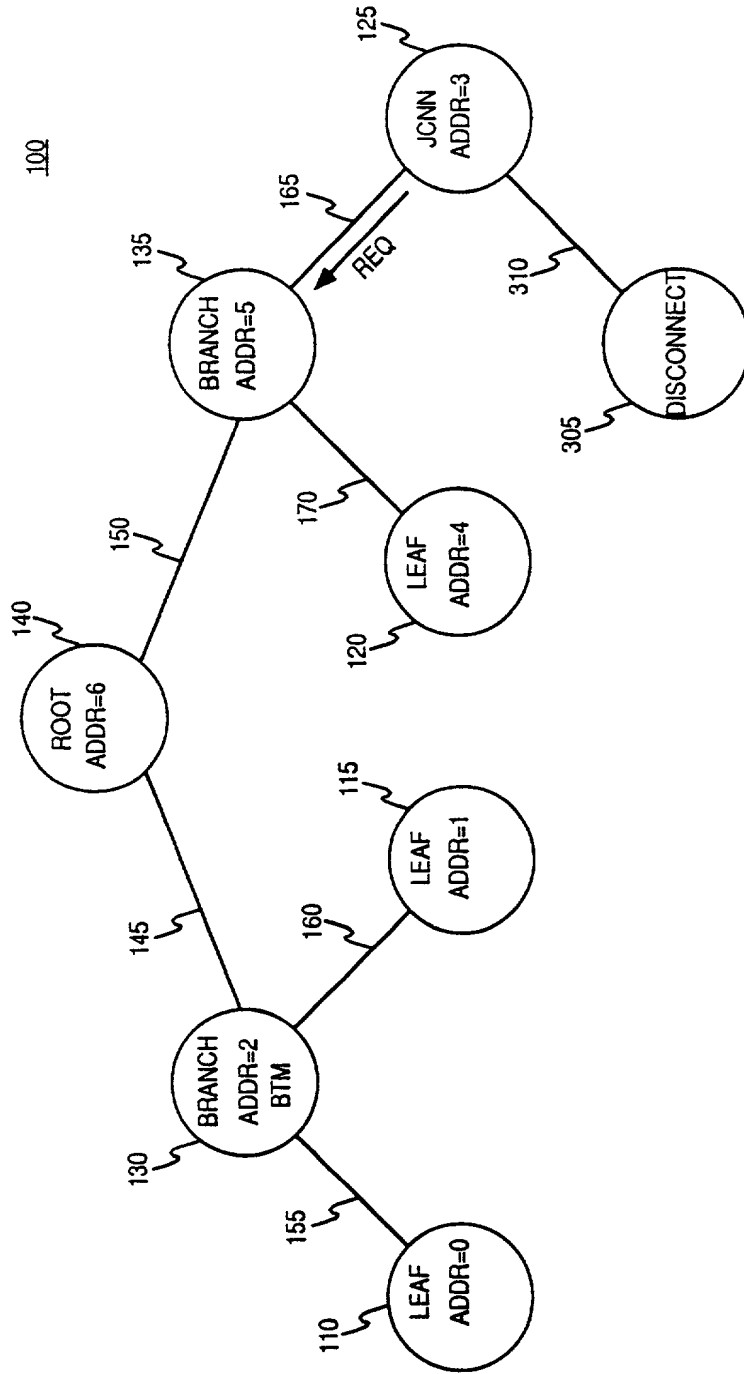 100
140
ROOT
ADDR=6
145
150
130
BRANCH
ADDR=2
BTM
135
BRANCH
ADDR=5
155
160
170
165
REQ
110
LEAF
ADDR=0
115
LEAF
ADDR=1
120
LEAF
ADDR=4
125
JCNN
ADDR=3
310
305
DISCONNECT